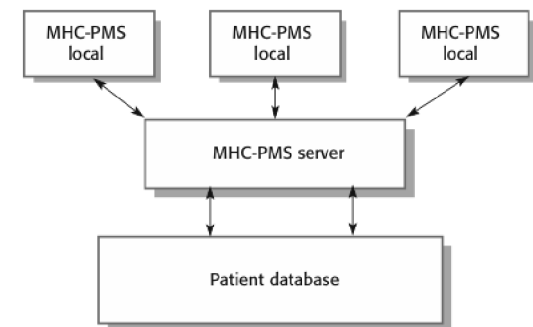 MHC-PMS
local
MHC-PMS
local
MHC-PMS
local
MHC-PMS server
Patient database